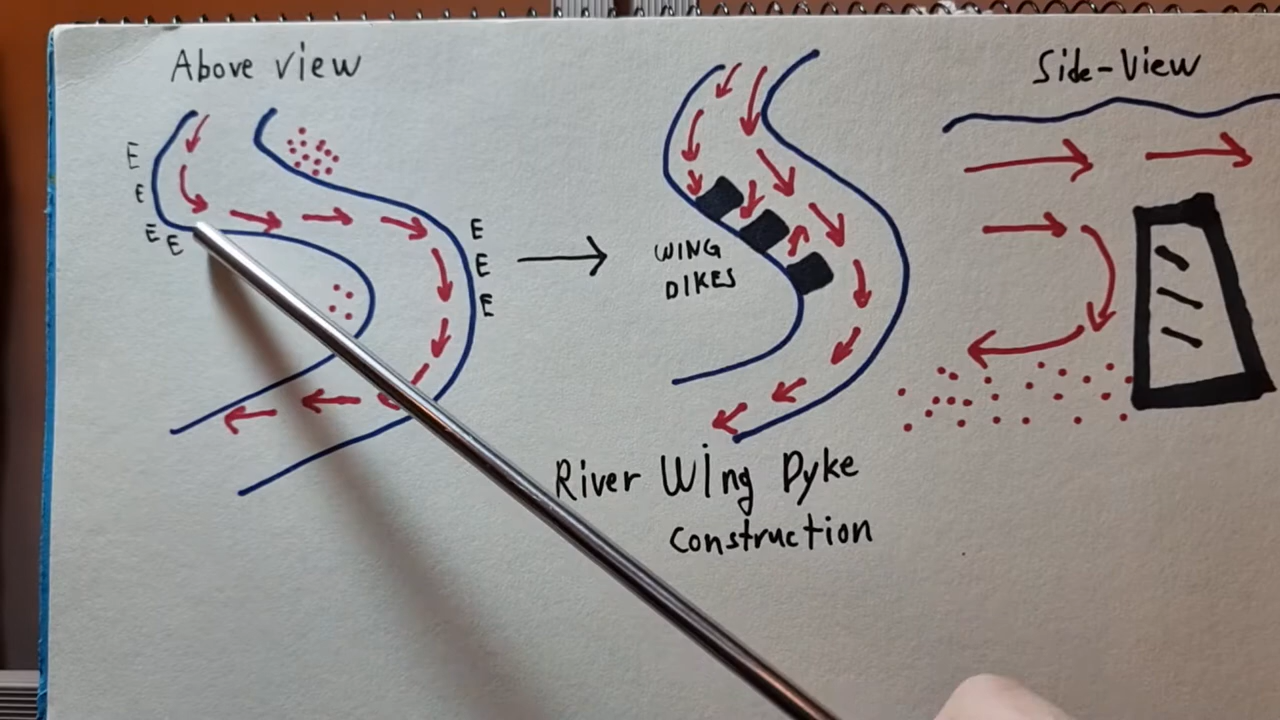 Above view
E
E
E E
E
E
E
WING
DIKES
Side-View
River Wing Dyke
construction